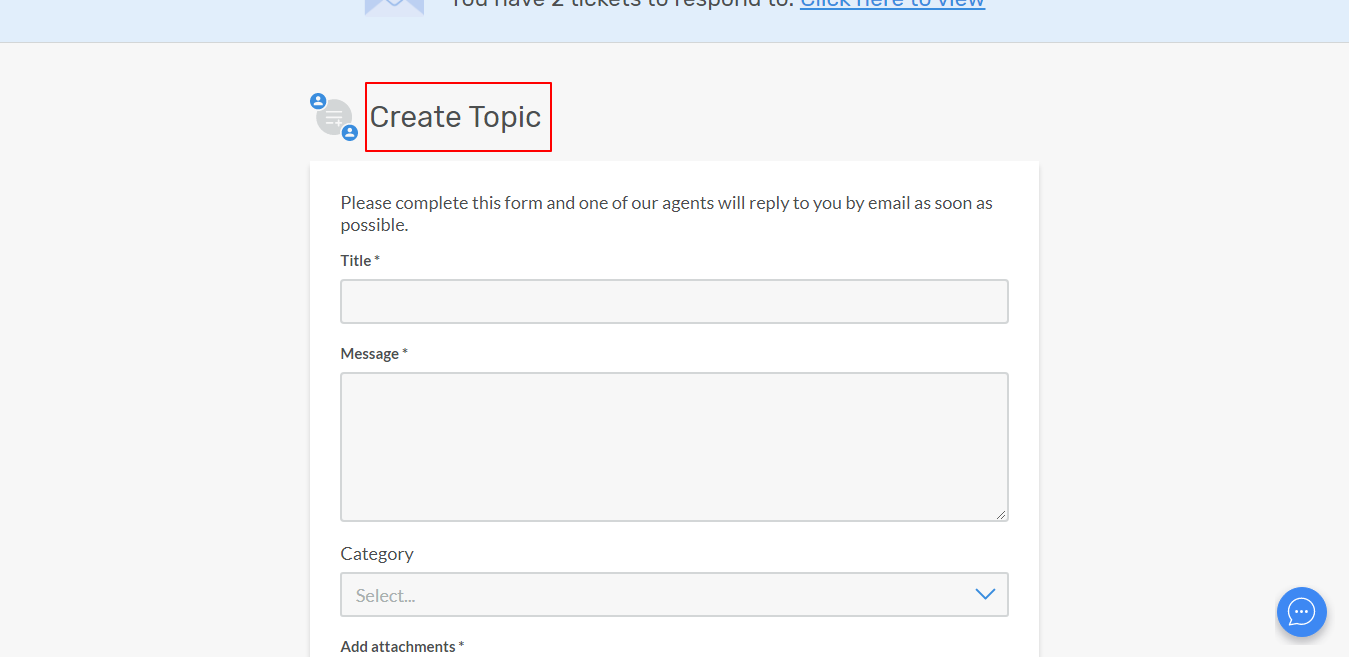 You have 2 tickets to respond to. Click here to view
Create Topic
Please complete this form and one of our agents will reply to you by email as soon as
possible.
Title *
Message *
Category
Select...
Add attachments *